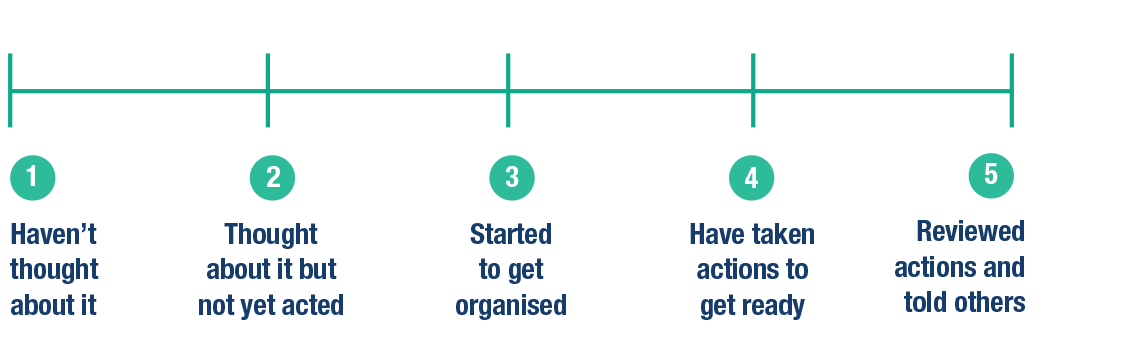 1
Haven’t
thought
about it
2
Thought
about it but
not yet acted
3
Started
to get
organised
4
Have taken
actions to
get ready
5
Reviewed
actions and
told others